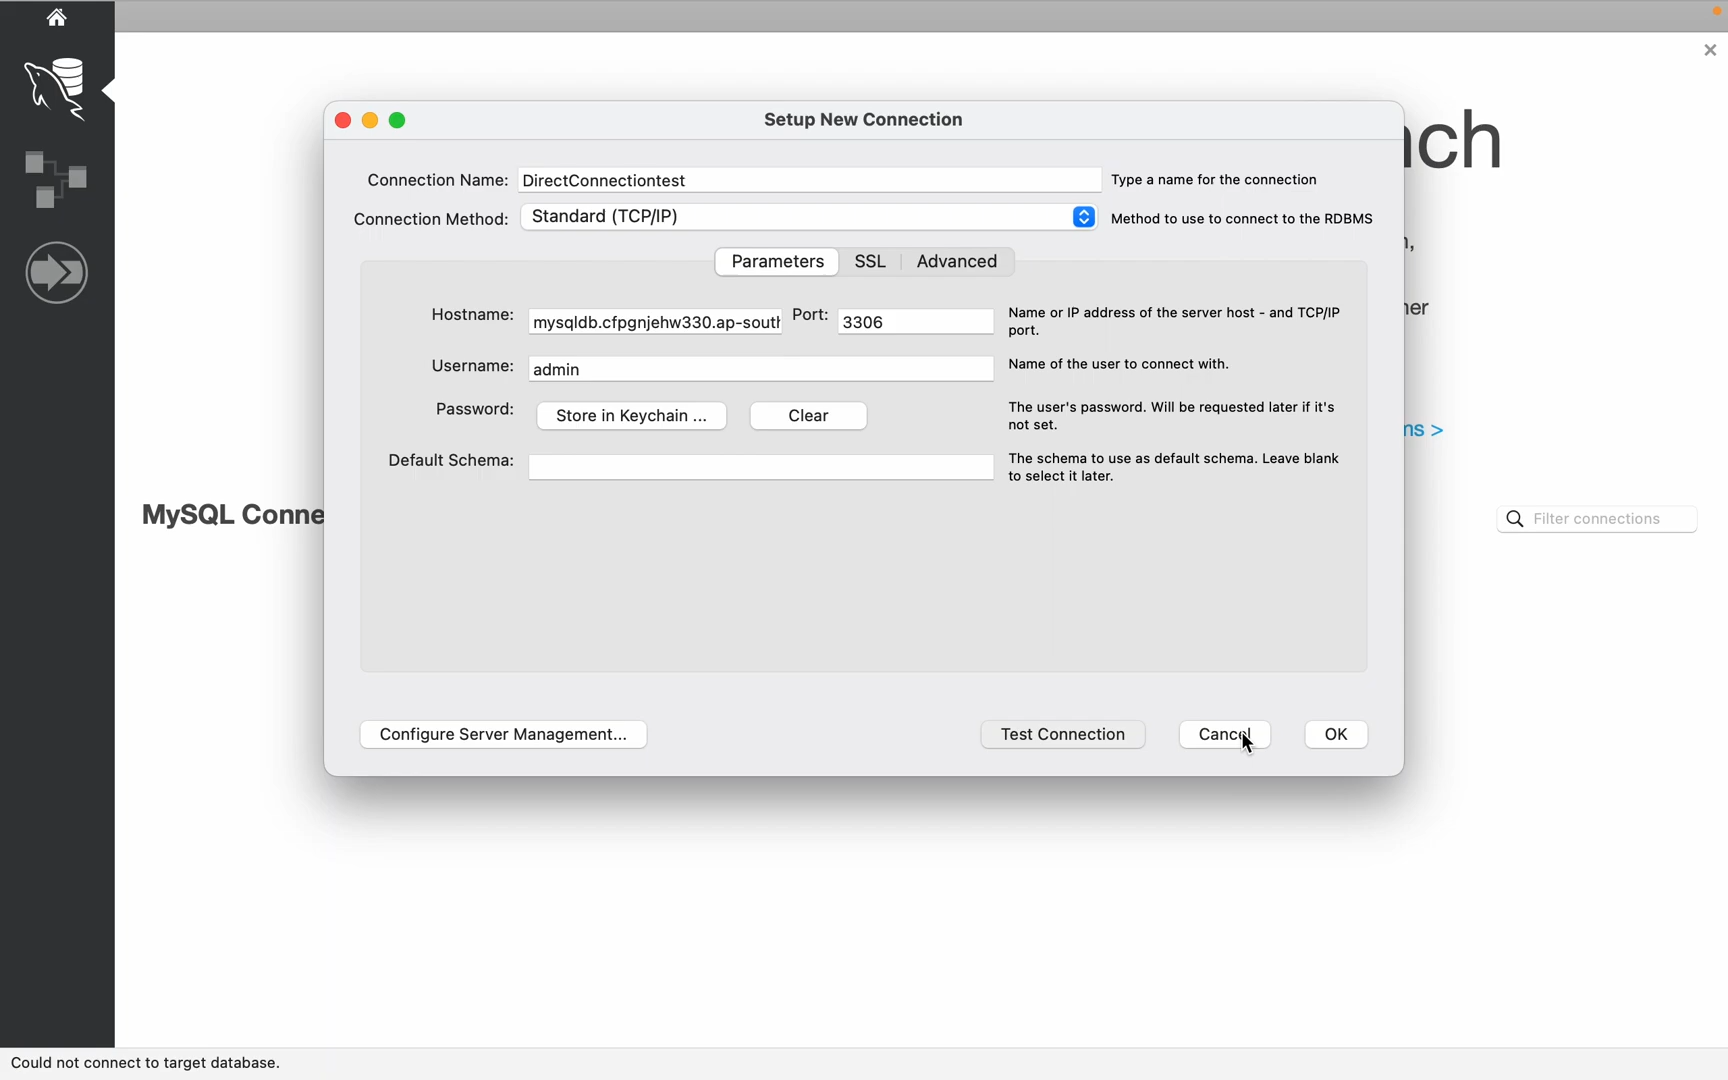 Setup New Connection
nch
Connection Name: DirectConnectiontest Type a name for the connection
Connection Method: Standard (TCP/IP) Method to use to connect to the RDBMS
Parameters SSL Advanced
Hostname: mysqldb.cfpgnjehw330.ap-sout Port: 3306 Name or IP address of the server host - and TCP/IP
port.
Username: admin Name of the user to connect with.
Password: Store in Keychain ... Clear The user's password. Will be requested later if it's
not set.
ns >
Default Schema: The schema to use as default schema. Leave blank
to select it later.
MySQL Conne
Filter connections
Configure Server Management... Test Connection Cancel OK
Could not connect to target database.